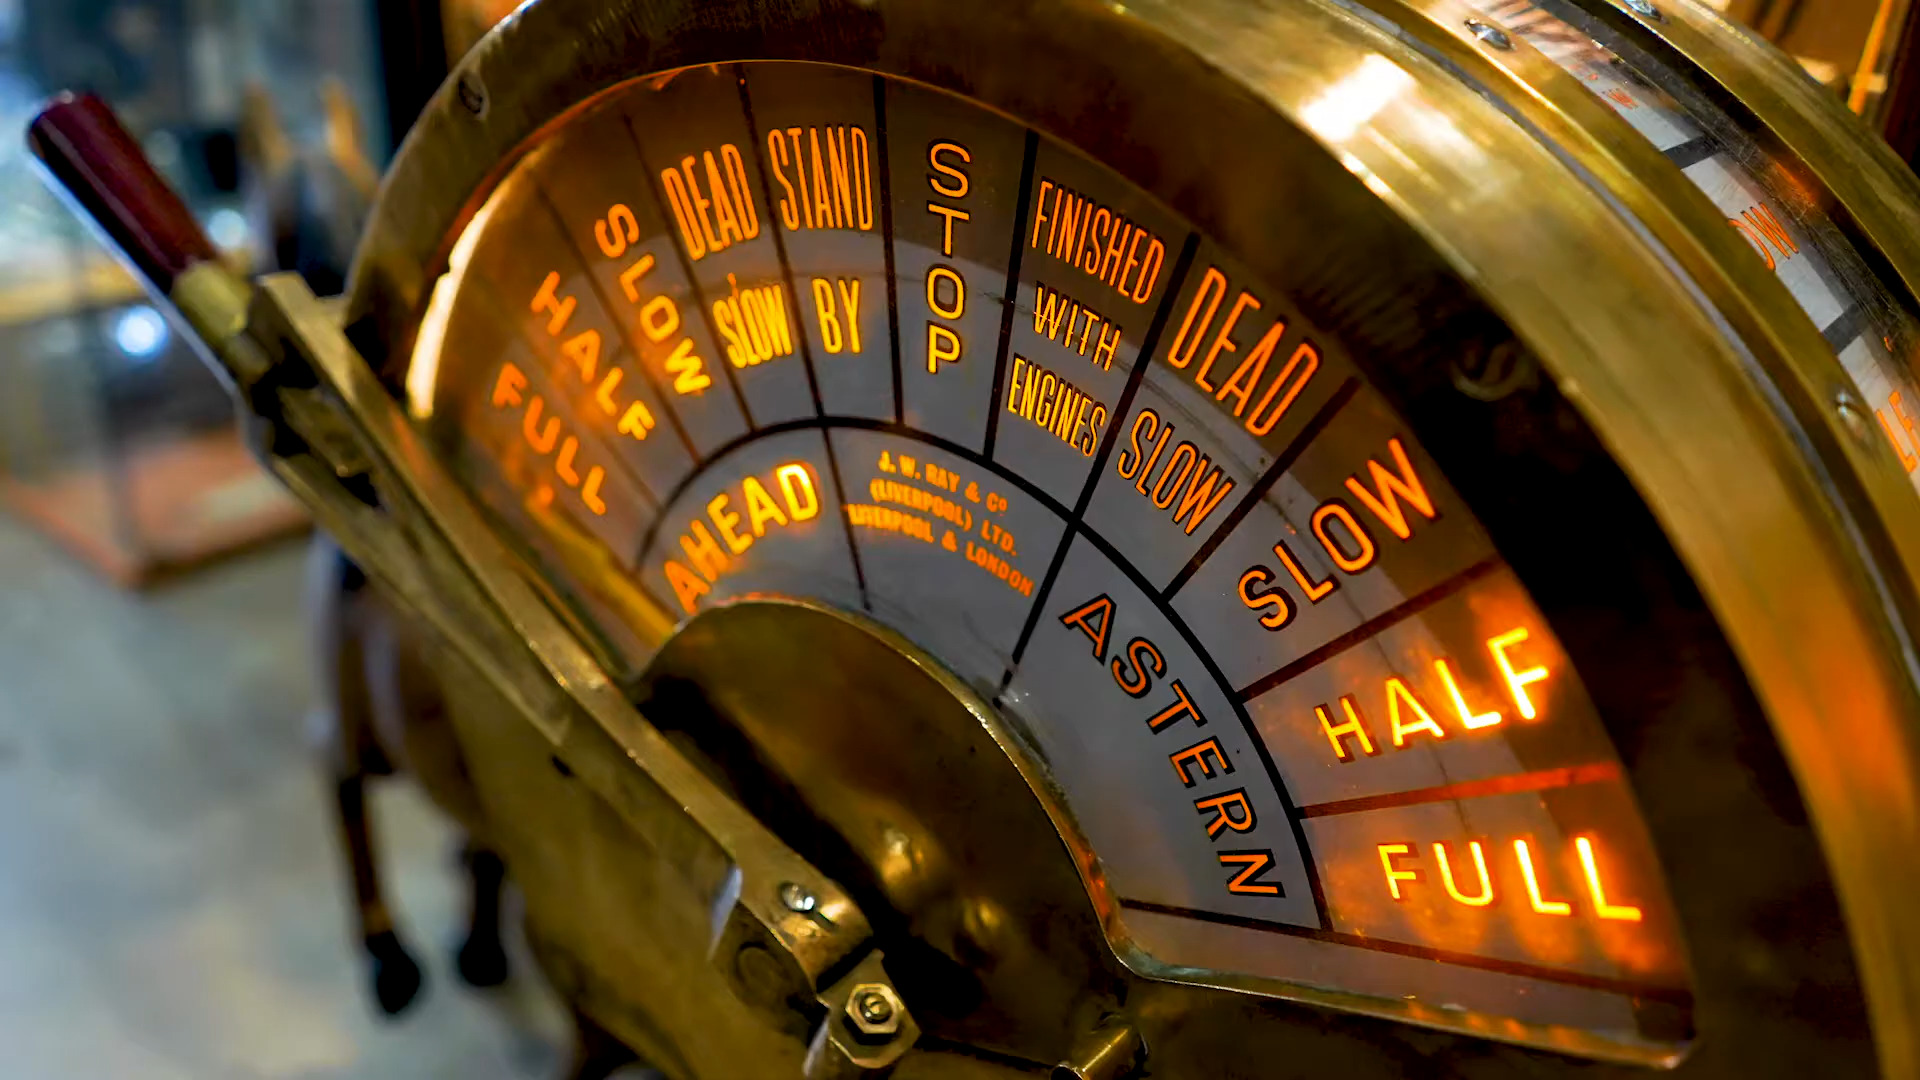 FULL
HALF
SLOW
DEAD
SLOW
STAND
BY
STOP
FINISHED
WITH
ENGINES
DEAD
SLOW
SLOW
HALF
FULL
AHEAD
J. W. RAY & Cº
(LIVERPOOL) LTD.
LIVERPOOL & LONDON
ASTERN
OW